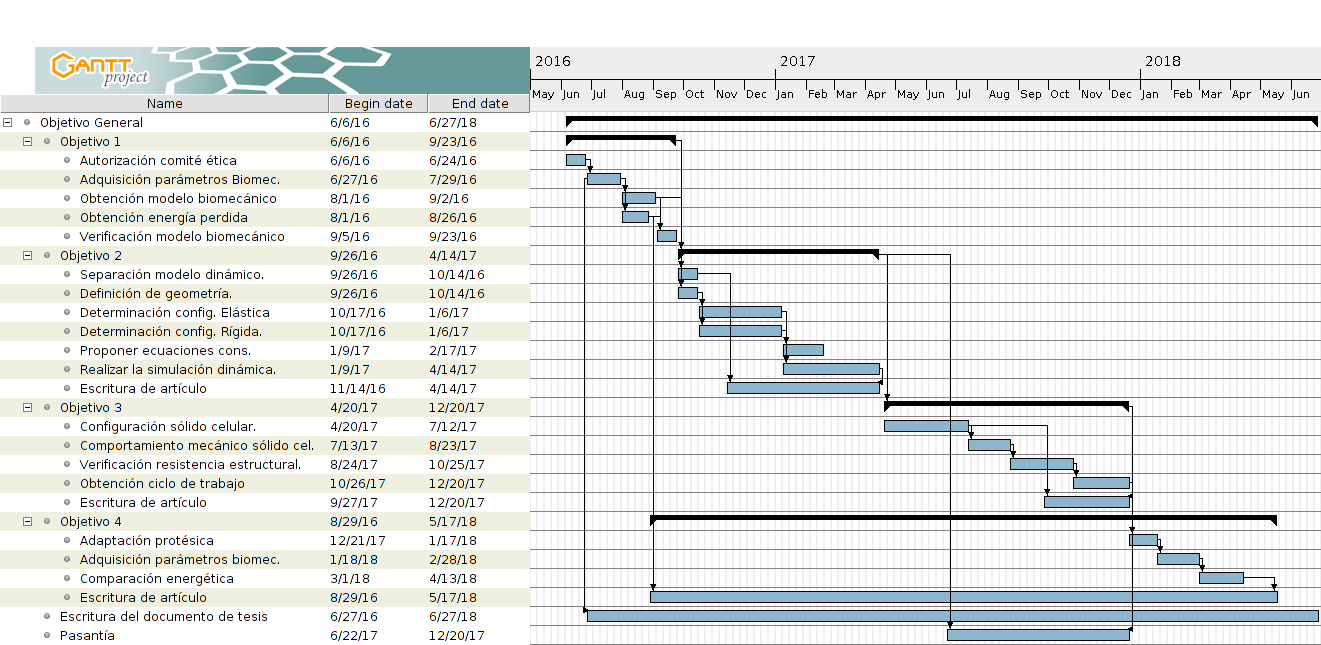 GANTT
project
2016 2017 2018
Name Begin date End date May Jun Jul Aug Sep Oct Nov Dec Jan Feb Mar Apr May Jun Jul Aug Sep Oct Nov Dec Jan Feb Mar Apr May Jun
Objetivo General 6/6/16 6/27/18
Objetivo 1 6/6/16 9/23/16
Autorización comité ética 6/6/16 6/24/16
Adquisición parámetros Biomec. 6/27/16 7/29/16
Obtención modelo biomecánico 8/1/16 9/2/16
Obtención energía perdida 8/1/16 8/26/16
Verificación modelo biomecánico 9/5/16 9/23/16
Objetivo 2 9/26/16 4/14/17
Separación modelo dinámico. 9/26/16 10/14/16
Definición de geometría. 9/26/16 10/14/16
Determinación config. Elástica 10/17/16 1/6/17
Determinación config. Rígida. 10/17/16 1/6/17
Proponer ecuaciones cons. 1/9/17 2/17/17
Realizar la simulación dinámica. 1/9/17 4/14/17
Escritura de artículo 11/14/16 4/14/17
Objetivo 3 4/20/17 12/20/17
Configuración sólido celular. 4/20/17 7/12/17
Comportamiento mecánico sólido cel. 7/13/17 8/23/17
Verificación resistencia estructural. 8/24/17 10/25/17
Obtención ciclo de trabajo 10/26/17 12/20/17
Escritura de artículo 9/27/17 12/20/17
Objetivo 4 8/29/16 5/17/18
Adaptación protésica 12/21/17 1/17/18
Adquisición parámetros biomec. 1/18/18 2/28/18
Comparación energética 3/1/18 4/13/18
Escritura de artículo 8/29/16 5/17/18
Escritura del documento de tesis 6/27/16 6/27/18
Pasantía 6/22/17 12/20/17